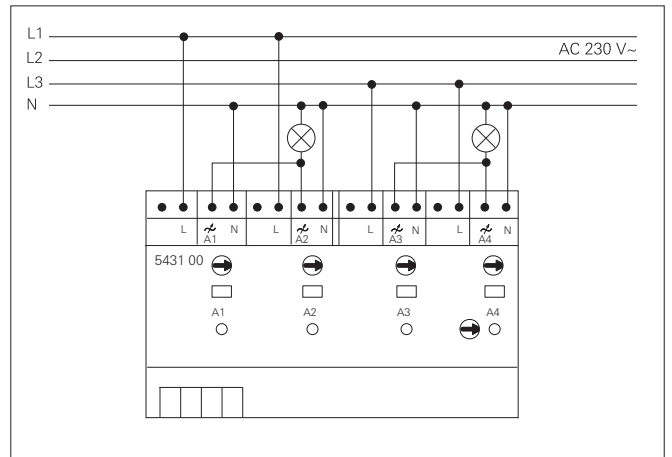 L1
AC 230 V~
L2
L3
N
L A1 N L A2 N L A3 N L A4 N
5431 00
A1 A2 A3 A4